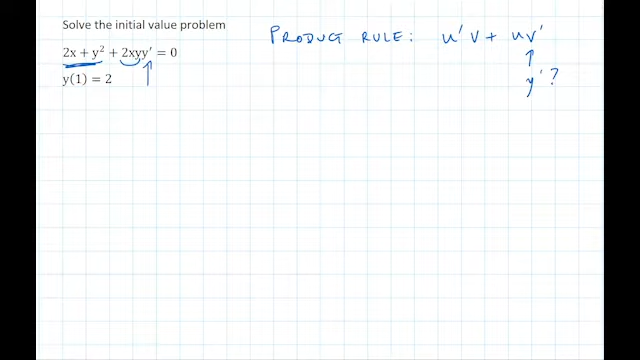 Solve the initial value problem
2x + y² + 2xyy′ = 0
y(1) = 2
PRODUCT RULE: u'v + uv'
y'?